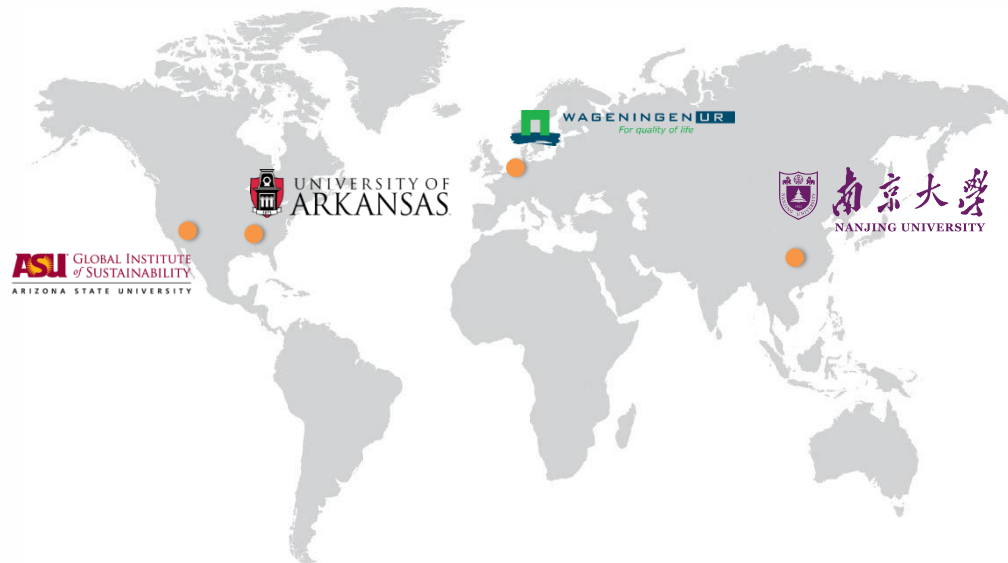 WAGENINGEN UR
For quality of life
UNIVERSITY OF
ARKANSAS
南京大學
NANJING UNIVERSITY
ASU GLOBAL INSTITUTE
of SUSTAINABILITY
ARIZONA STATE UNIVERSITY